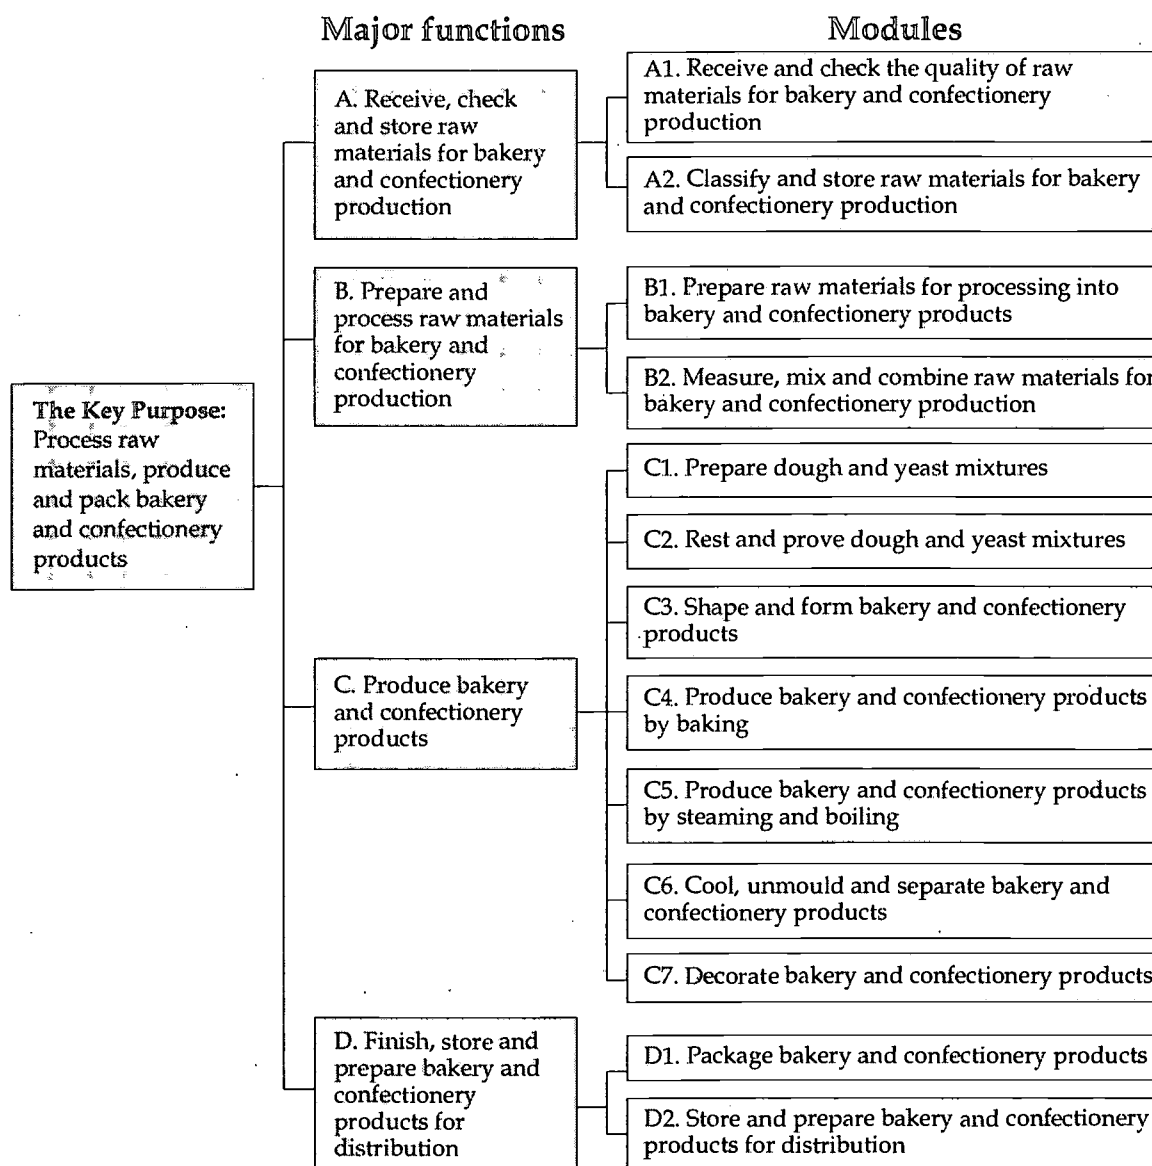 Major functions
Modules
The Key Purpose:
Process raw
materials, produce
and pack bakery
and confectionery
products
A. Receive, check
and store raw
materials for bakery
and confectionery
production
A1. Receive and check the quality of raw
materials for bakery and confectionery
production
A2. Classify and store raw materials for bakery
and confectionery production
B. Prepare and
process raw materials
for bakery and
confectionery
production
B1. Prepare raw materials for processing into
bakery and confectionery products
B2. Measure, mix and combine raw materials for
bakery and confectionery production
C. Produce bakery
and confectionery
products
C1. Prepare dough and yeast mixtures
C2. Rest and prove dough and yeast mixtures
C3. Shape and form bakery and confectionery
products
C4. Produce bakery and confectionery products
by baking
C5. Produce bakery and confectionery products
by steaming and boiling
C6. Cool, unmould and separate bakery and
confectionery products
C7. Decorate bakery and confectionery products
D. Finish, store and
prepare bakery and
confectionery
products for
distribution
D1. Package bakery and confectionery products
D2. Store and prepare bakery and confectionery
products for distribution